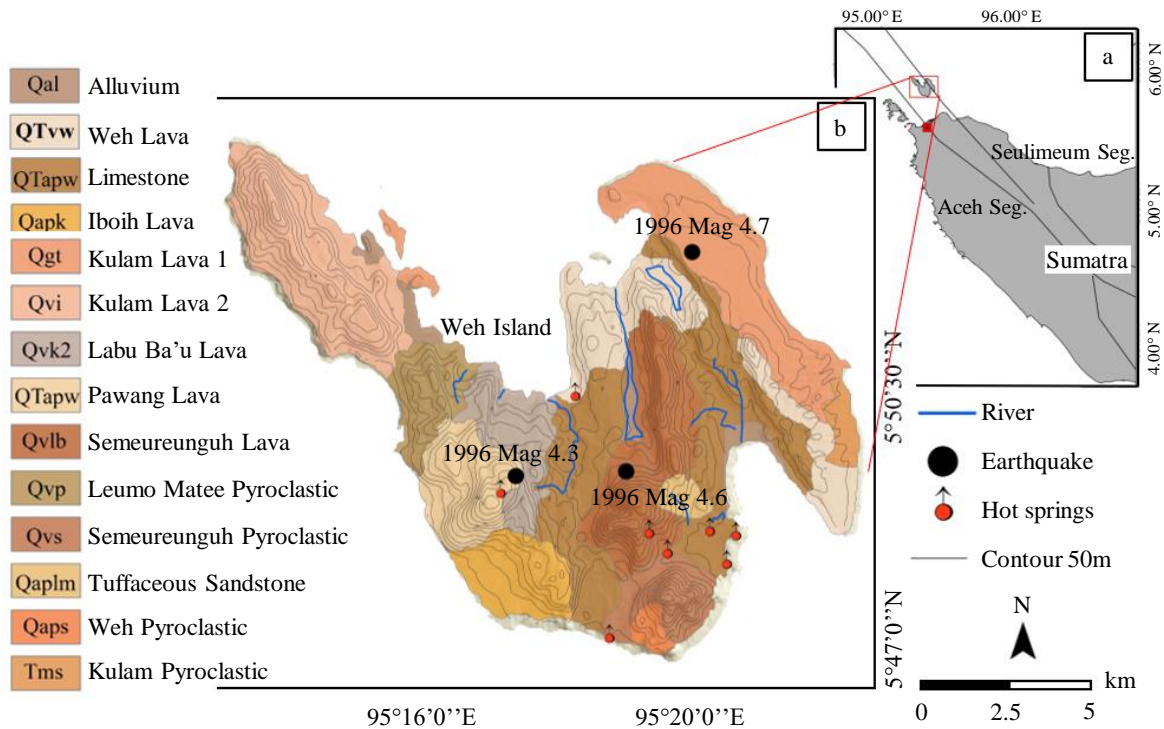 95.00° E
96.00° E
a
6.00° N
5.00° N
4.00° N
Seulimeum Seg.
Aceh Seg.
Sumatra
b
Qal Alluvium
QTvw Weh Lava
QTapw Limestone
Qapk Iboih Lava
Qgt Kulam Lava 1
Qvi Kulam Lava 2
Qvk2 Labu Ba’u Lava
QTapw Pawang Lava
Qvlb Semeureunguh Lava
Qvp Leumo Matee Pyroclastic
Qvs Semeureunguh Pyroclastic
Qaplm Tuffaceous Sandstone
Qaps Weh Pyroclastic
Tms Kulam Pyroclastic
1996 Mag 4.7
Weh Island
1996 Mag 4.3
1996 Mag 4.6
5°50’30’’N
5°47’0’’N
95°16’0’’E
95°20’0’’E
River
Earthquake
Hot springs
Contour 50m
N
km
0
2.5
5